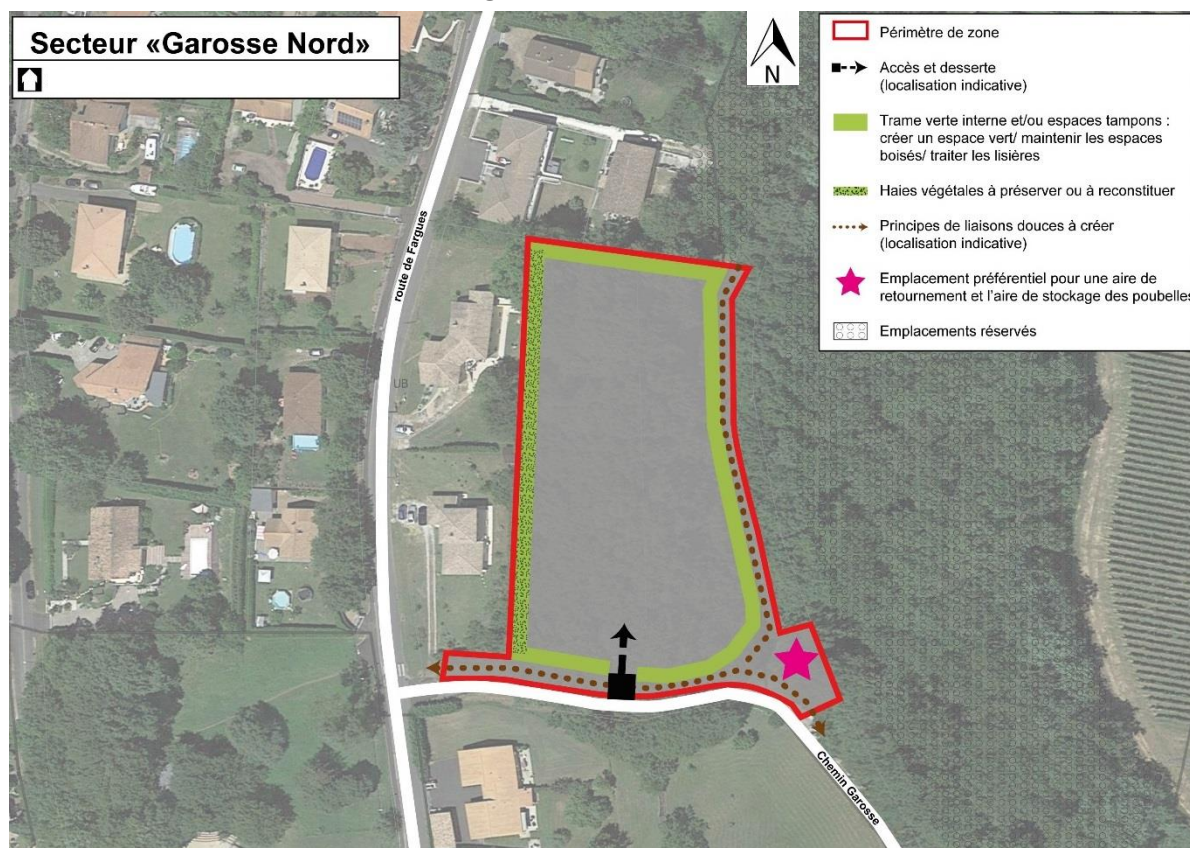 Secteur «Garosse Nord»
N
Périmètre de zone
Accès et desserte
(localisation indicative)
Trame verte interne et/ou espaces tampons :
créer un espace vert/ maintenir les espaces
boisés/ traiter les lisières
Haies végétales à préserver ou à reconstituer
Principes de liaisons douces à créer
(localisation indicative)
Emplacement préférentiel pour une aire de
retournement et l'aire de stockage des poubelles
Emplacements réservés
route de Fargues
UB
Chemin Garosse